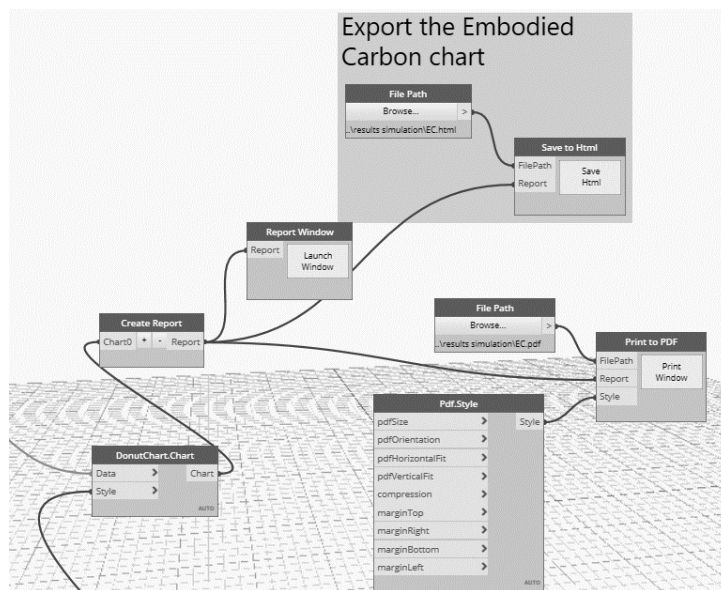 Export the Embodied
Carbon chart
File Path
Browse...
>
..\results simulation\EC.html
Save to Html
FilePath
Report
Save
Html
Report Window
Report
Launch
Window
Create Report
Chart0
+
-
Report
File Path
Browse...
>
..\results simulation\EC.pdf
Print to PDF
FilePath
Report
Style
Print
Window
Pdf.Style
pdfSize
Style
pdfOrientation
pdfHorizontalFit
pdfVerticalFit
compression
marginTop
marginRight
marginBottom
marginLeft
AUTO
DonutChart.Chart
Data
Chart
Style
AUTO